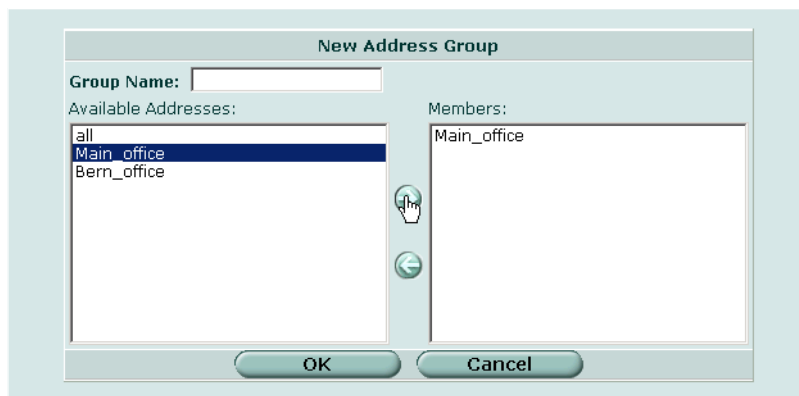 New Address Group
Group Name:
Available Addresses:
Members:
all
Main_office
Bern_office
Main_office
OK
Cancel